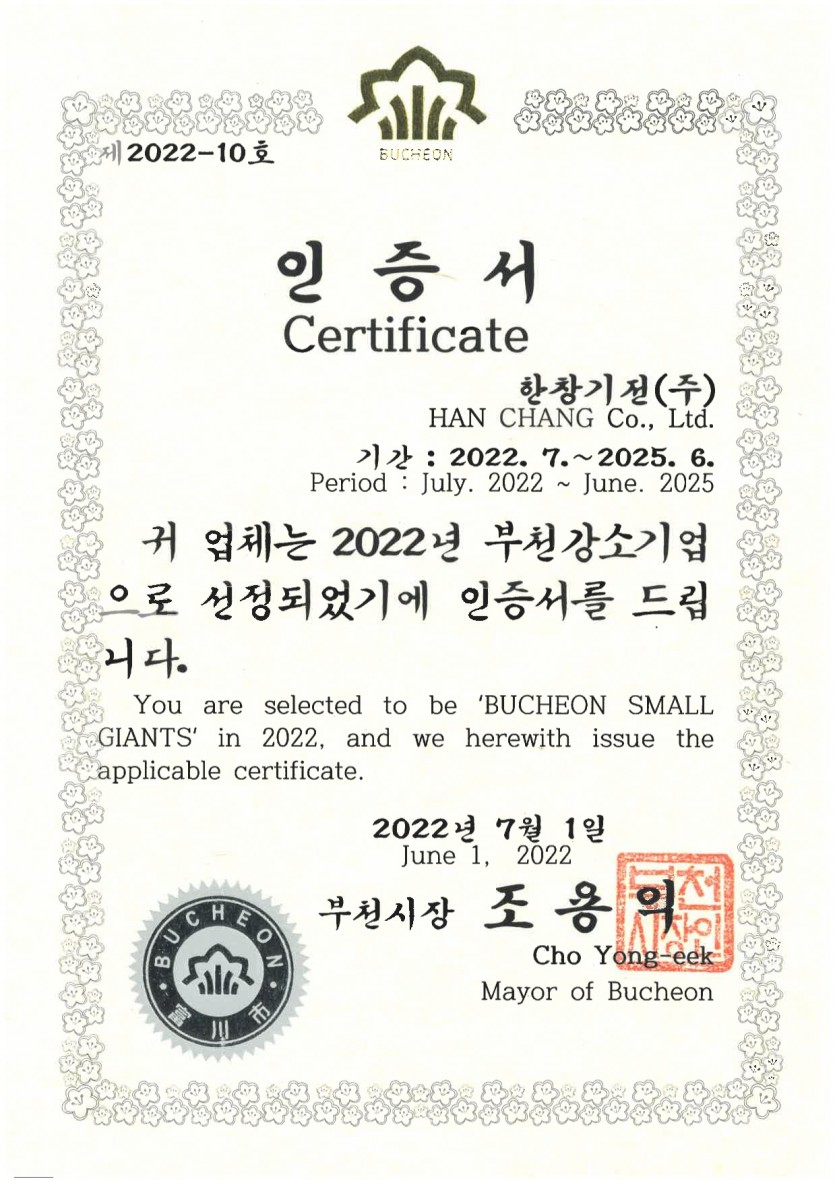 BUCHEON
제2022-10호
인 증 서
Certificate
한창기전(주)
HAN CHANG Co., Ltd.
기간 : 2022. 7.~2025. 6.
Period : July. 2022 ~ June. 2025
귀 업체는 2022년 부천강소기업
으로 선정되었기에 인증서를 드립
니다.
You are selected to be 'BUCHEON SMALL
GIANTS' in 2022, and we herewith issue the
applicable certificate.
2022년 7월 1일
June 1, 2022
부천시장 조 용 익
부천
시장인
Cho Yong-eek
Mayor of Bucheon
BUCHEON
富川市